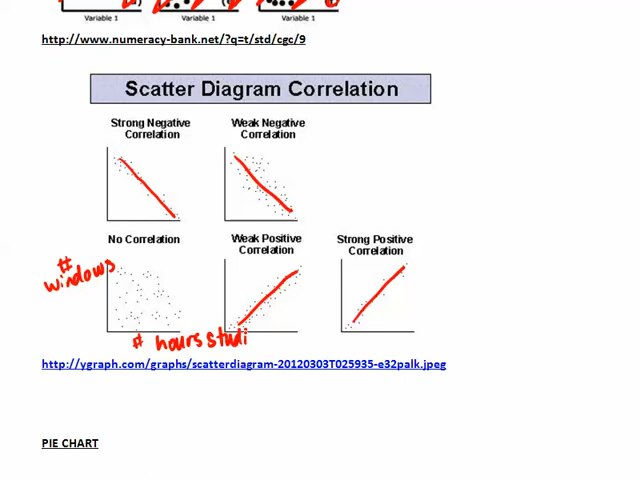 Variable 1 Variable 1 Variable 1
http://www.numeracy-bank.net/?q=t/std/cgc/9
Scatter Diagram Correlation
Strong Negative
Correlation
Weak Negative
Correlation
No Correlation
Weak Positive
Correlation
Strong Positive
Correlation
# windows
# hours studi
http://ygraph.com/graphs/scatterdiagram-20120303T025935-e32palk.jpeg
PIE CHART